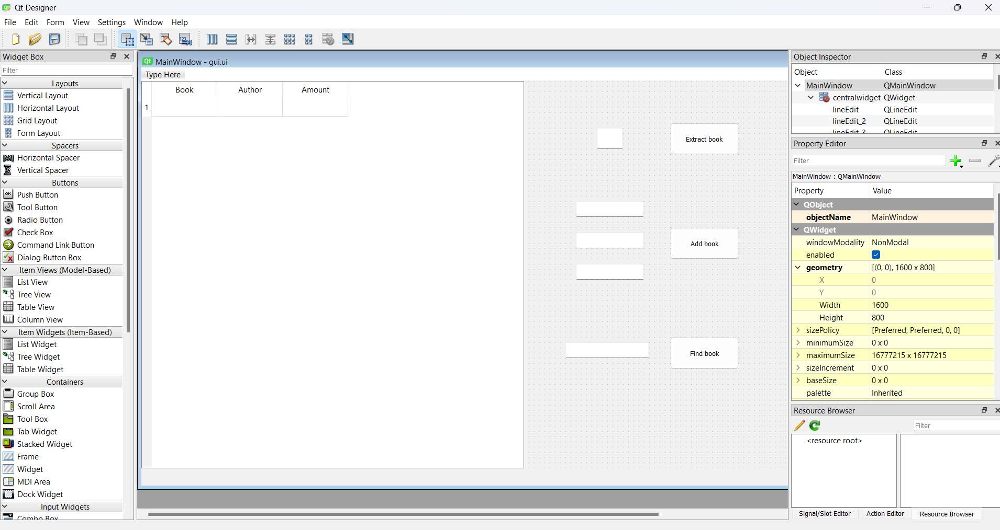 Qt Designer
File Edit Form View Settings Window Help
Widget Box
Filter
Layouts
Vertical Layout
Horizontal Layout
Grid Layout
Form Layout
Spacers
Horizontal Spacer
Vertical Spacer
Buttons
Push Button
Tool Button
Radio Button
Check Box
Command Link Button
Dialog Button Box
Item Views (Model-Based)
List View
Tree View
Table View
Column View
Item Widgets (Item-Based)
List Widget
Tree Widget
Table Widget
Containers
Group Box
Scroll Area
Tool Box
Tab Widget
Stacked Widget
Frame
Widget
MDI Area
Dock Widget
Input Widgets
Combo Box
MainWindow - gui.ui
Type Here
Book Author Amount
1
Extract book
Add book
Find book
Object Inspector
Object Class
MainWindow QMainWindow
centralwidget QWidget
lineEdit QLineEdit
lineEdit_2 QLineEdit
lineEdit_3 QLineEdit
Property Editor
Filter
MainWindow : QMainWindow
Property Value
QObject
objectName MainWindow
QWidget
windowModality NonModal
enabled
geometry [(0, 0), 1600 x 800]
X 0
Y 0
Width 1600
Height 800
sizePolicy [Preferred, Preferred, 0, 0]
minimumSize 0 x 0
maximumSize 16777215 x 16777215
sizeIncrement 0 x 0
baseSize 0 x 0
palette Inherited
Resource Browser
Filter
<resource root>
Signal/Slot Editor Action Editor Resource Browser